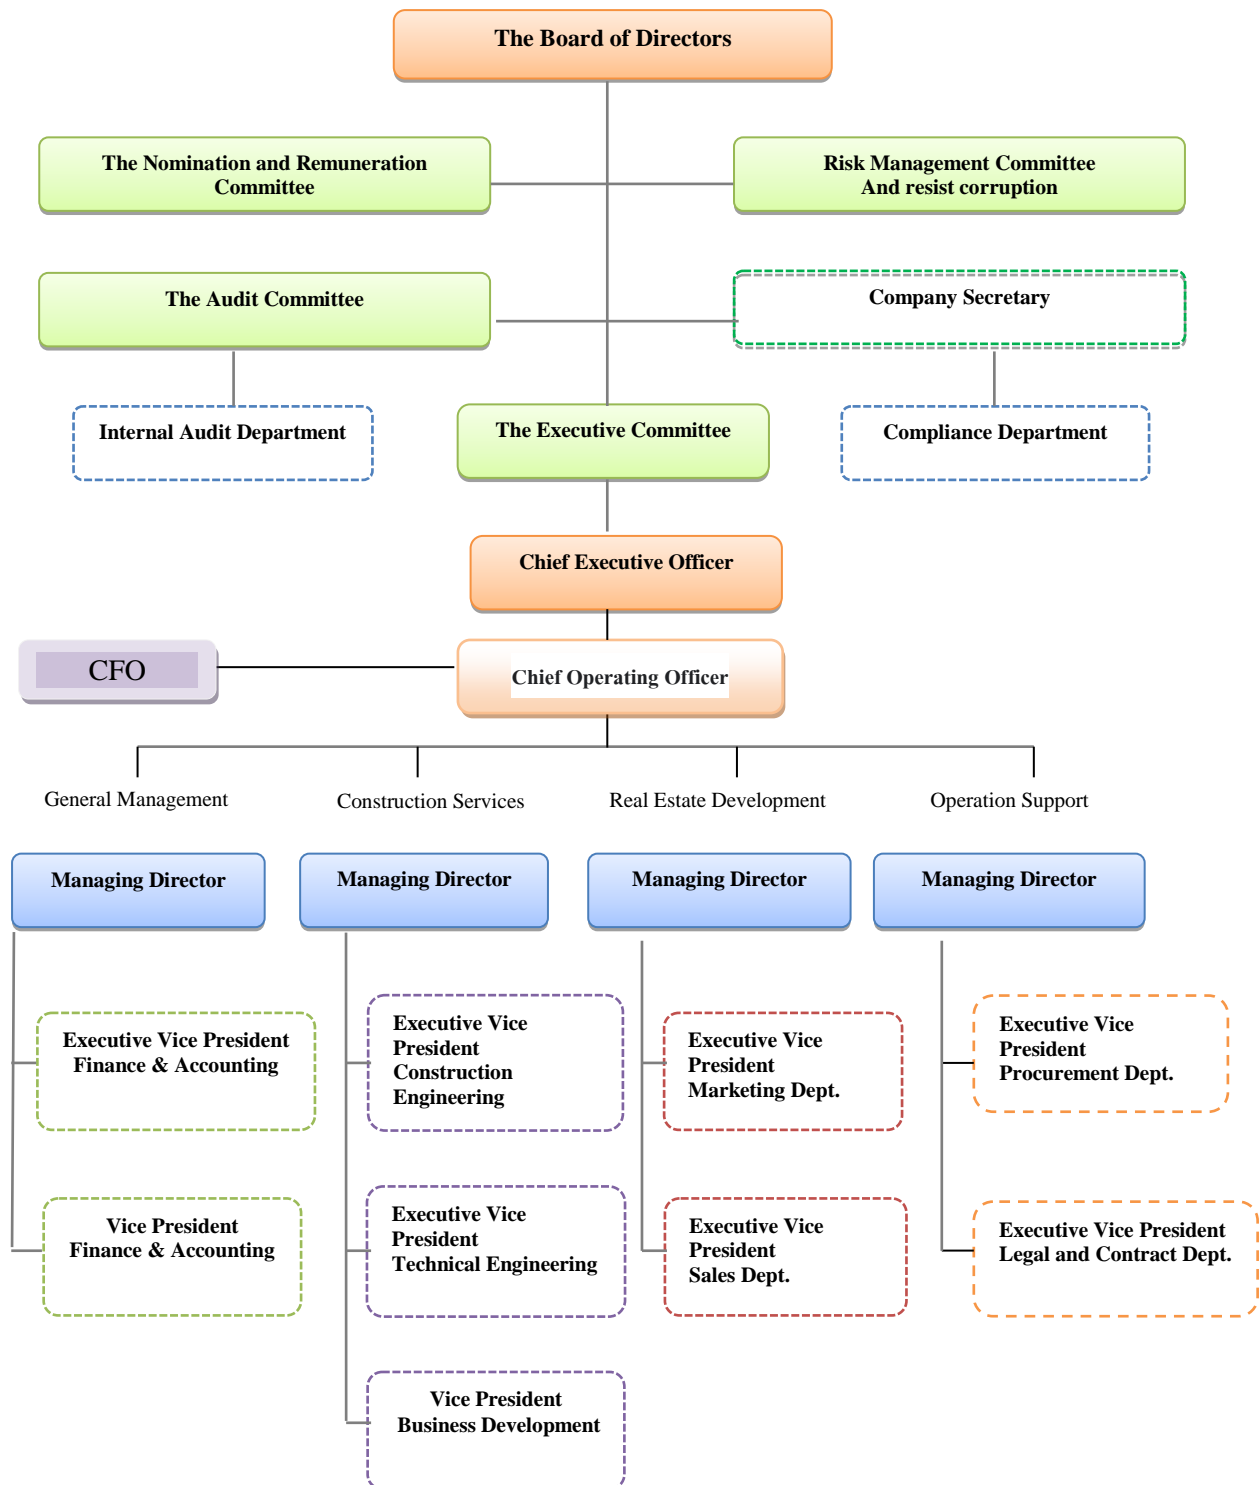 The Board of Directors
The Nomination and Remuneration
Committee
Risk Management Committee
And resist corruption
The Audit Committee
Company Secretary
Internal Audit Department
The Executive Committee
Compliance Department
Chief Executive Officer
CFO
Chief Operating Officer
General Management
Construction Services
Real Estate Development
Operation Support
Managing Director
Managing Director
Managing Director
Managing Director
Executive Vice President
Finance & Accounting
Executive Vice
President
Construction
Engineering
Executive Vice
President
Marketing Dept.
Executive Vice
President
Procurement Dept.
Vice President
Finance & Accounting
Executive Vice
President
Technical Engineering
Executive Vice
President
Sales Dept.
Executive Vice President
Legal and Contract Dept.
Vice President
Business Development